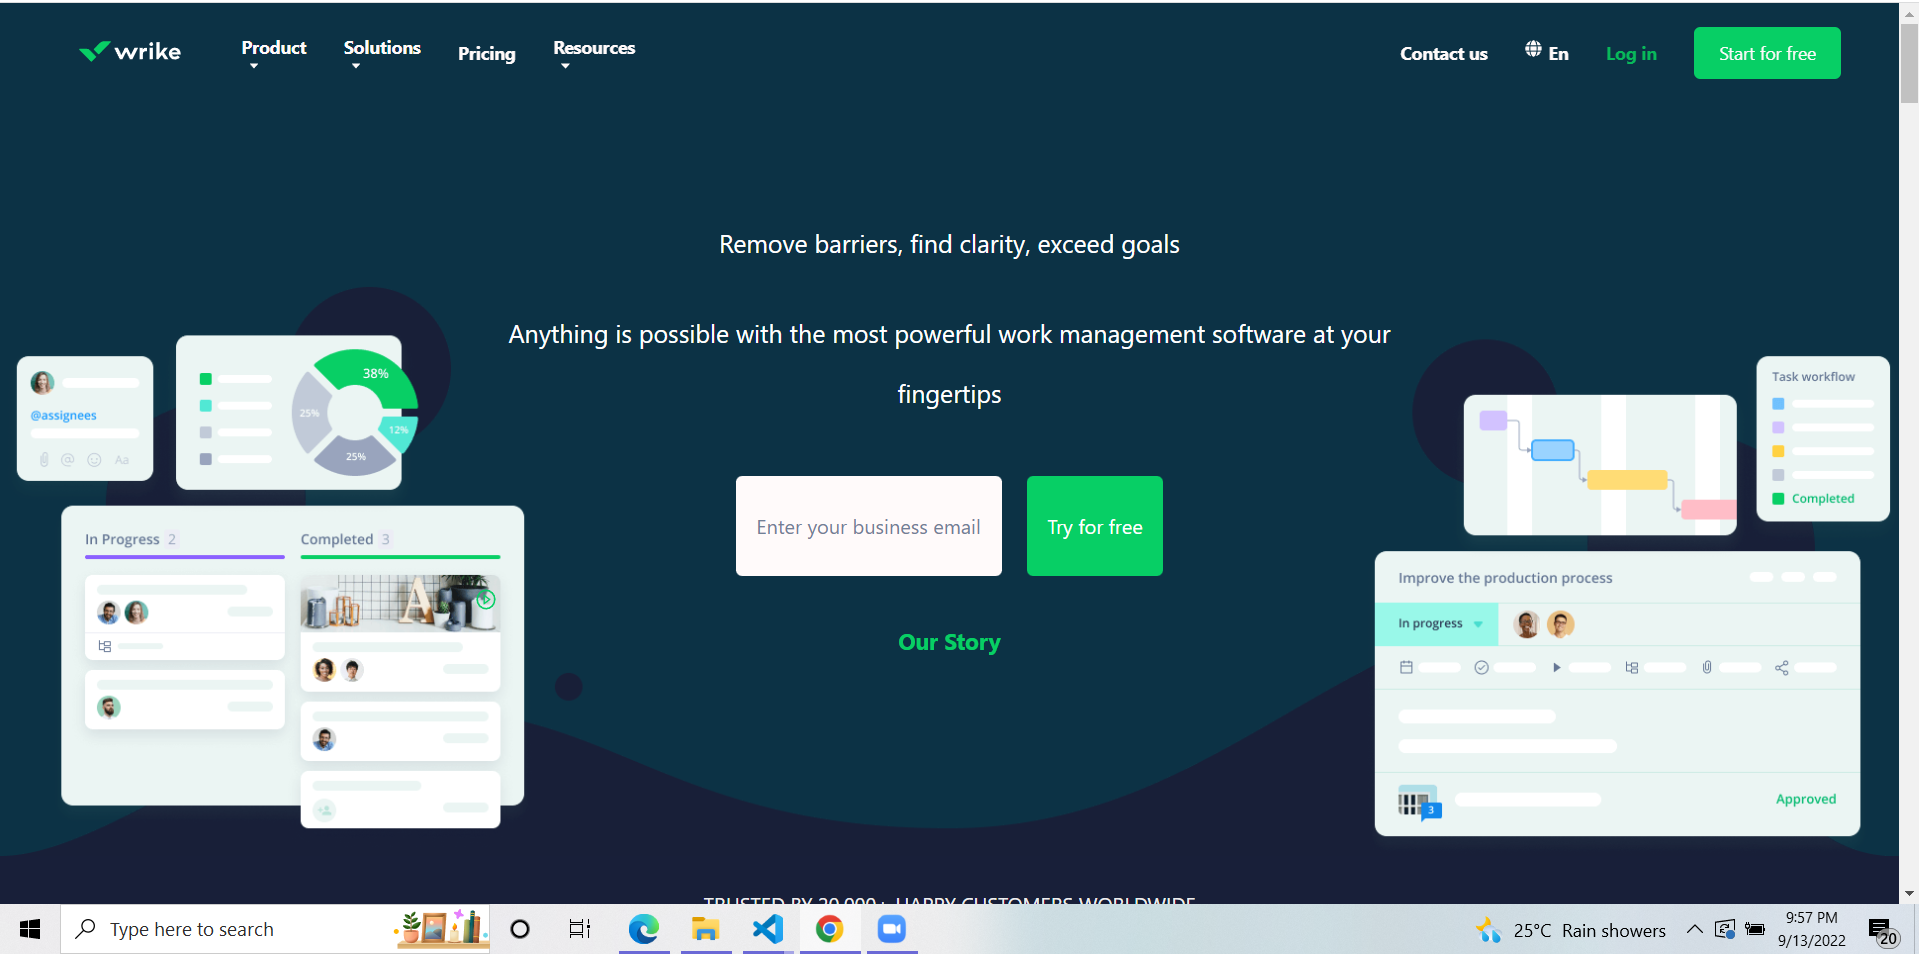 wrike
Product
Solutions
Pricing
Resources
Contact us
En
Log in
Start for free
Remove barriers, find clarity, exceed goals
Anything is possible with the most powerful work management software at your
fingertips
Enter your business email
Try for free
Our Story
@assignees
@
Aa
38%
25%
12%
25%
In Progress 2
Completed 3
A
Task workflow
Completed
Improve the production process
In progress
3
Approved
TRUSTED BY 20,000+ HAPPY CUSTOMERS WORLDWIDE
Type here to search
25°C Rain showers
9:57 PM
9/13/2022
20